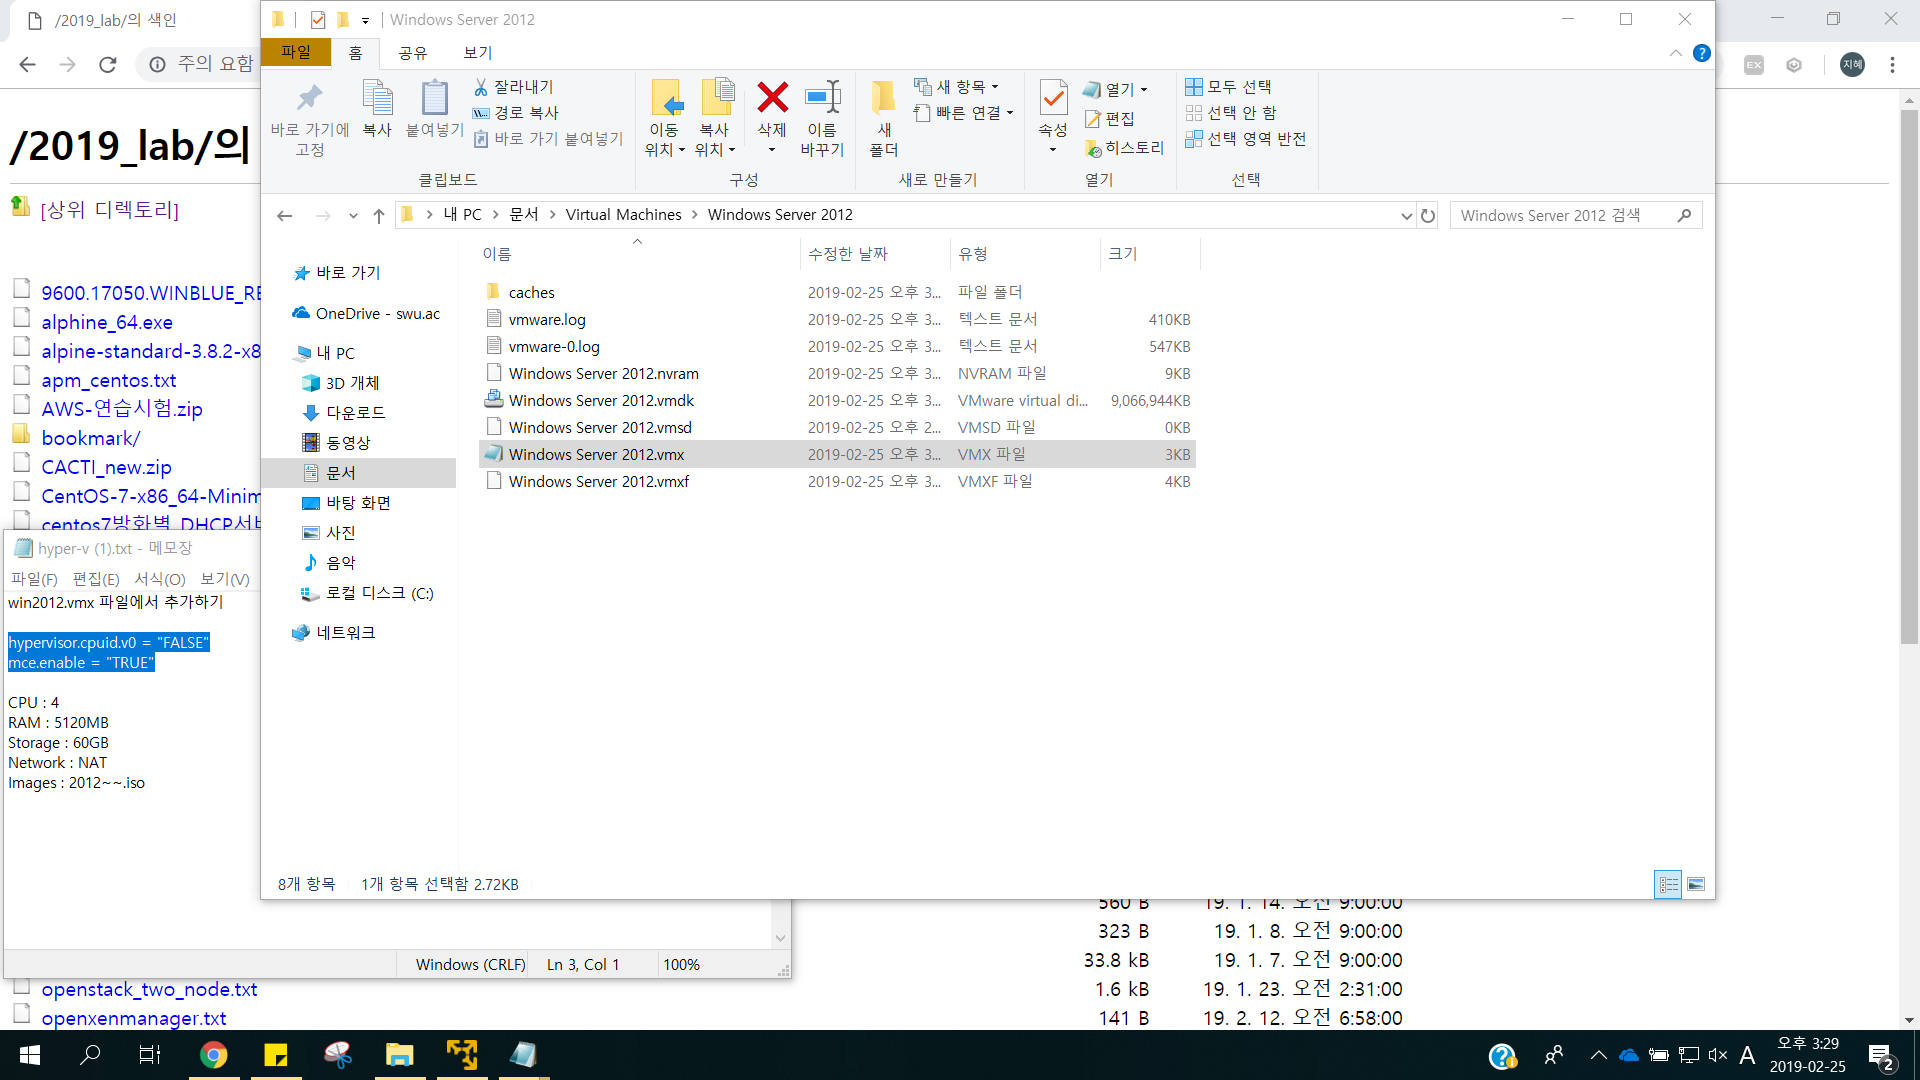 /2019_lab/의 색인
주의 요함
지혜
/2019_lab/의
[상위 디렉토리]
9600.17050.WINBLUE_RE
alphine_64.exe
alpine-standard-3.8.2-x8
apm_centos.txt
AWS-연습시험.zip
bookmark/
CACTI_new.zip
CentOS-7-x86_64-Minim
centos7방화벽_DHCP서버
Windows Server 2012
파일
홈
공유
보기
바로 가기에
고정
복사
붙여넣기
잘라내기
경로 복사
바로 가기 붙여넣기
클립보드
이동
위치
복사
위치
삭제
이름
바꾸기
구성
새
폴더
새 항목
빠른 연결
새로 만들기
속성
열기
편집
히스토리
열기
모두 선택
선택 안 함
선택 영역 반전
선택
내 PC
문서
Virtual Machines
Windows Server 2012
Windows Server 2012 검색
바로 가기
OneDrive - swu.ac
내 PC
3D 개체
다운로드
동영상
문서
바탕 화면
사진
음악
로컬 디스크 (C:)
네트워크
이름 수정한 날짜 유형 크기
caches 2019-02-25 오후 3... 파일 폴더
vmware.log 2019-02-25 오후 3... 텍스트 문서 410KB
vmware-0.log 2019-02-25 오후 3... 텍스트 문서 547KB
Windows Server 2012.nvram 2019-02-25 오후 3... NVRAM 파일 9KB
Windows Server 2012.vmdk 2019-02-25 오후 3... VMware virtual di... 9,066,944KB
Windows Server 2012.vmsd 2019-02-25 오후 2... VMSD 파일 0KB
Windows Server 2012.vmx 2019-02-25 오후 3... VMX 파일 3KB
Windows Server 2012.vmxf 2019-02-25 오후 3... VMXF 파일 4KB
8개 항목 1개 항목 선택함 2.72KB
hyper-v (1).txt - 메모장
파일(F) 편집(E) 서식(O) 보기(V)
win2012.vmx 파일에서 추가하기
hypervisor.cpuid.v0 = "FALSE"
mce.enable = "TRUE"
CPU : 4
RAM : 5120MB
Storage : 60GB
Network : NAT
Images : 2012~~.iso
Windows (CRLF) Ln 3, Col 1 100%
560 B 19. 1. 14. 오전 9:00:00
323 B 19. 1. 8. 오전 9:00:00
33.8 kB 19. 1. 7. 오전 9:00:00
openstack_two_node.txt 1.6 kB 19. 1. 23. 오전 2:31:00
openxenmanager.txt 141 B 19. 2. 12. 오전 6:58:00
A
오후 3:29
2019-02-25
2